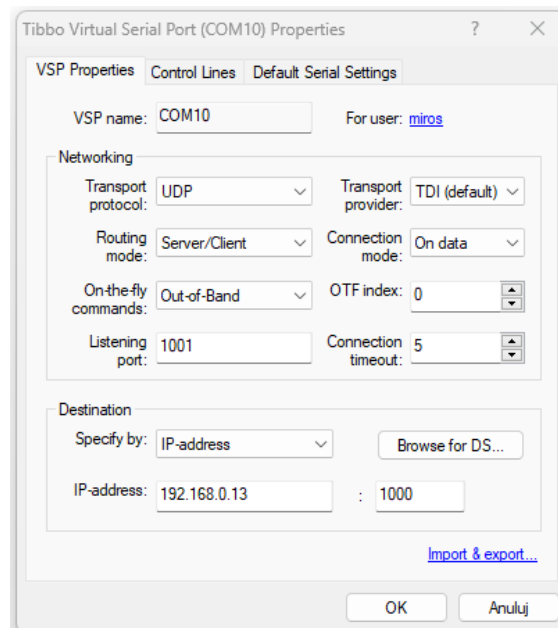 Tibbo Virtual Serial Port (COM10) Properties ? ×
VSP Properties Control Lines Default Serial Settings
VSP name: COM10 For user: miros
Networking
Transport protocol: UDP Transport provider: TDI (default)
Routing mode: Server/Client Connection mode: On data
On-the-fly commands: Out-of-Band OTF index: 0
Listening port: 1001 Connection timeout: 5
Destination
Specify by: IP-address Browse for DS...
IP-address: 192.168.0.13 : 1000
Import & export...
OK Anuluj